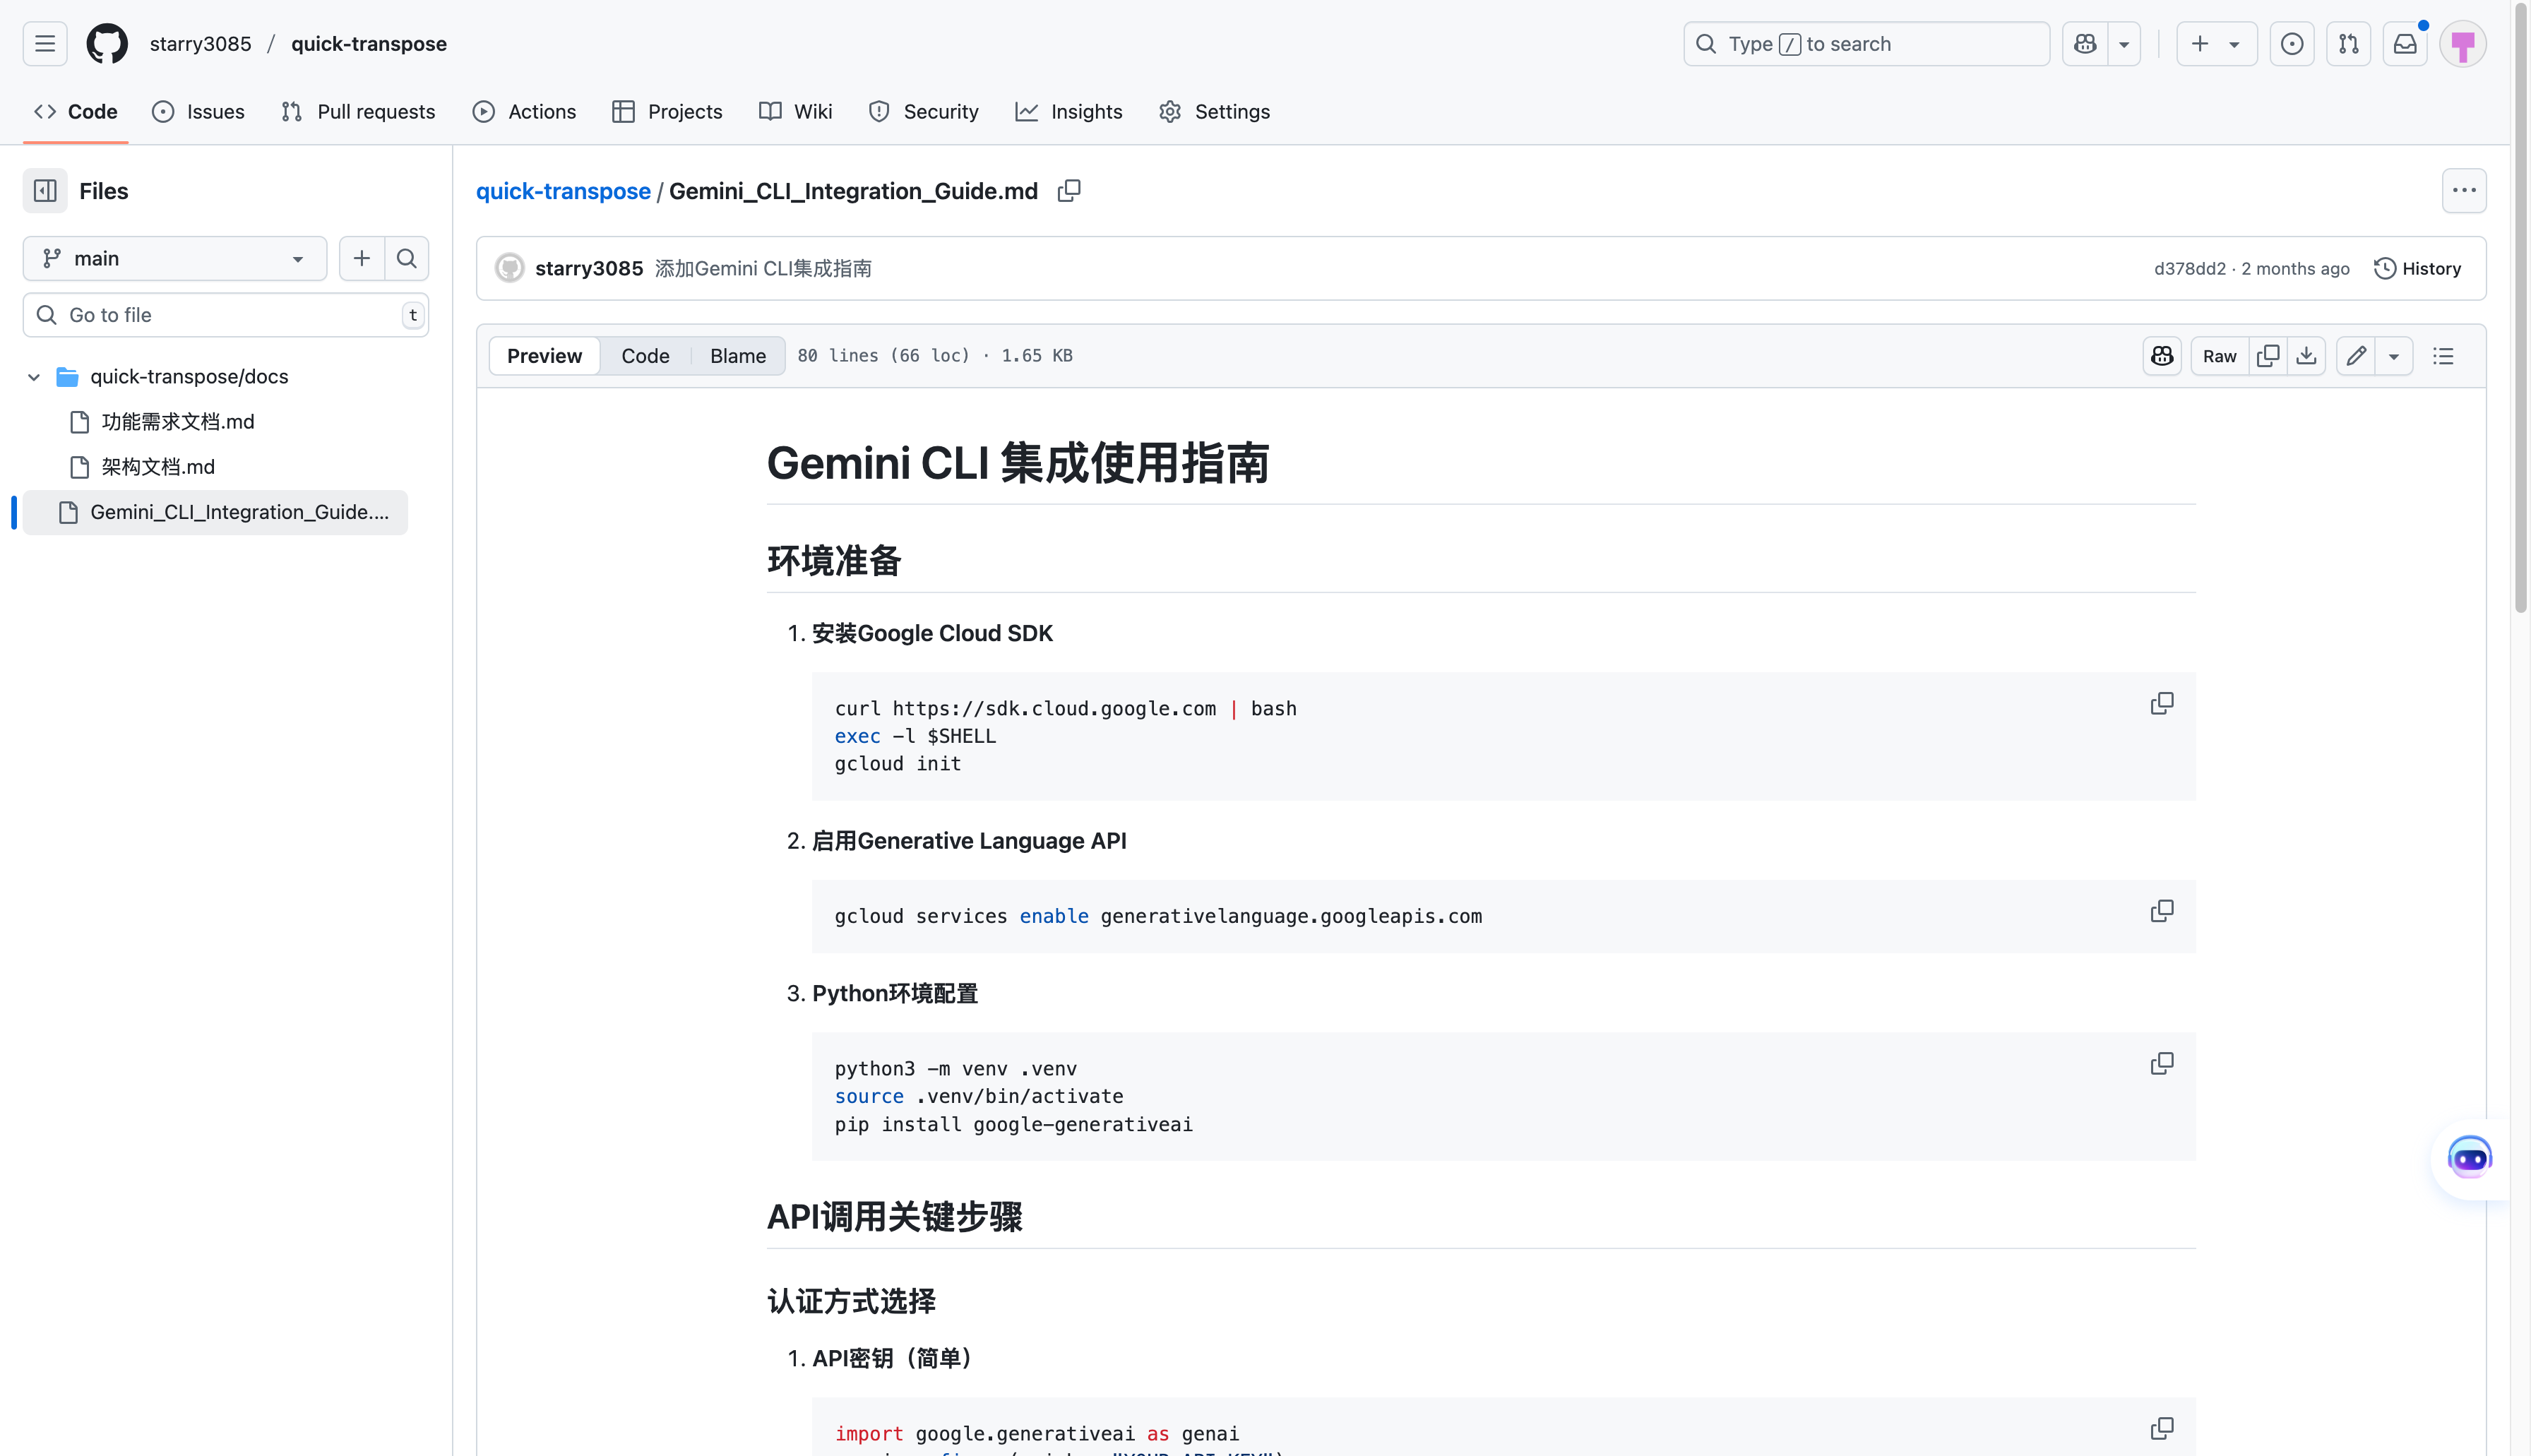 starry3085 / quick-transpose
Type / to search
Code
Issues
Pull requests
Actions
Projects
Wiki
Security
Insights
Settings
Files
main
Go to file
t
quick-transpose/docs
功能需求文档.md
架构文档.md
Gemini_CLI_Integration_Guide....
quick-transpose / Gemini_CLI_Integration_Guide.md
starry3085 添加Gemini CLI集成指南
d378dd2 · 2 months ago
History
Preview
Code
Blame
80 lines (66 loc) · 1.65 KB
Raw
Gemini CLI 集成使用指南
环境准备
1. 安装Google Cloud SDK
curl https://sdk.cloud.google.com | bash
exec -l $SHELL
gcloud init
2. 启用Generative Language API
gcloud services enable generativelanguage.googleapis.com
3. Python环境配置
python3 -m venv .venv
source .venv/bin/activate
pip install google-generativeai
API调用关键步骤
认证方式选择
1. API密钥（简单）
import google.generativeai as genai